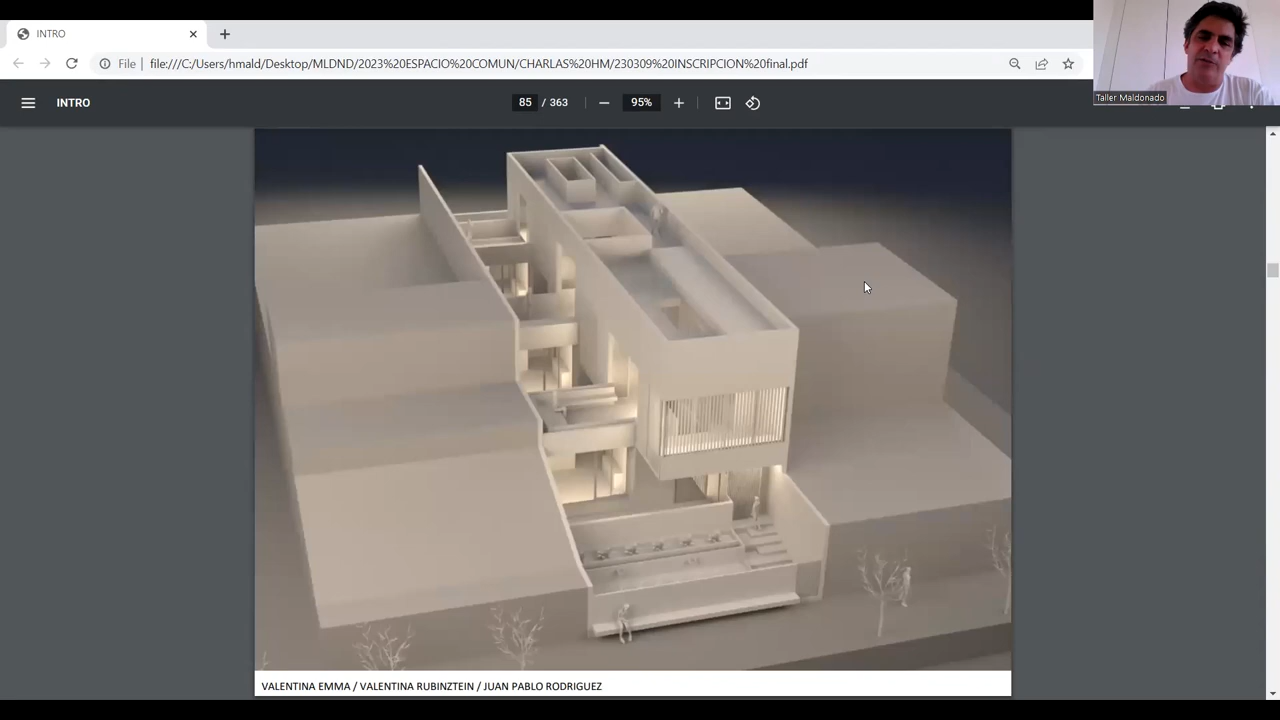 INTRO
File file:///C:/Users/hmald/Desktop/MLDND/2023%20ESPACIO%20COMUN/CHARLAS%20HM/230309%20INSCRIPCION%20final.pdf
Taller Maldonado
INTRO 85 / 363 95%
VALENTINA EMMA / VALENTINA RUBINZTEIN / JUAN PABLO RODRIGUEZ